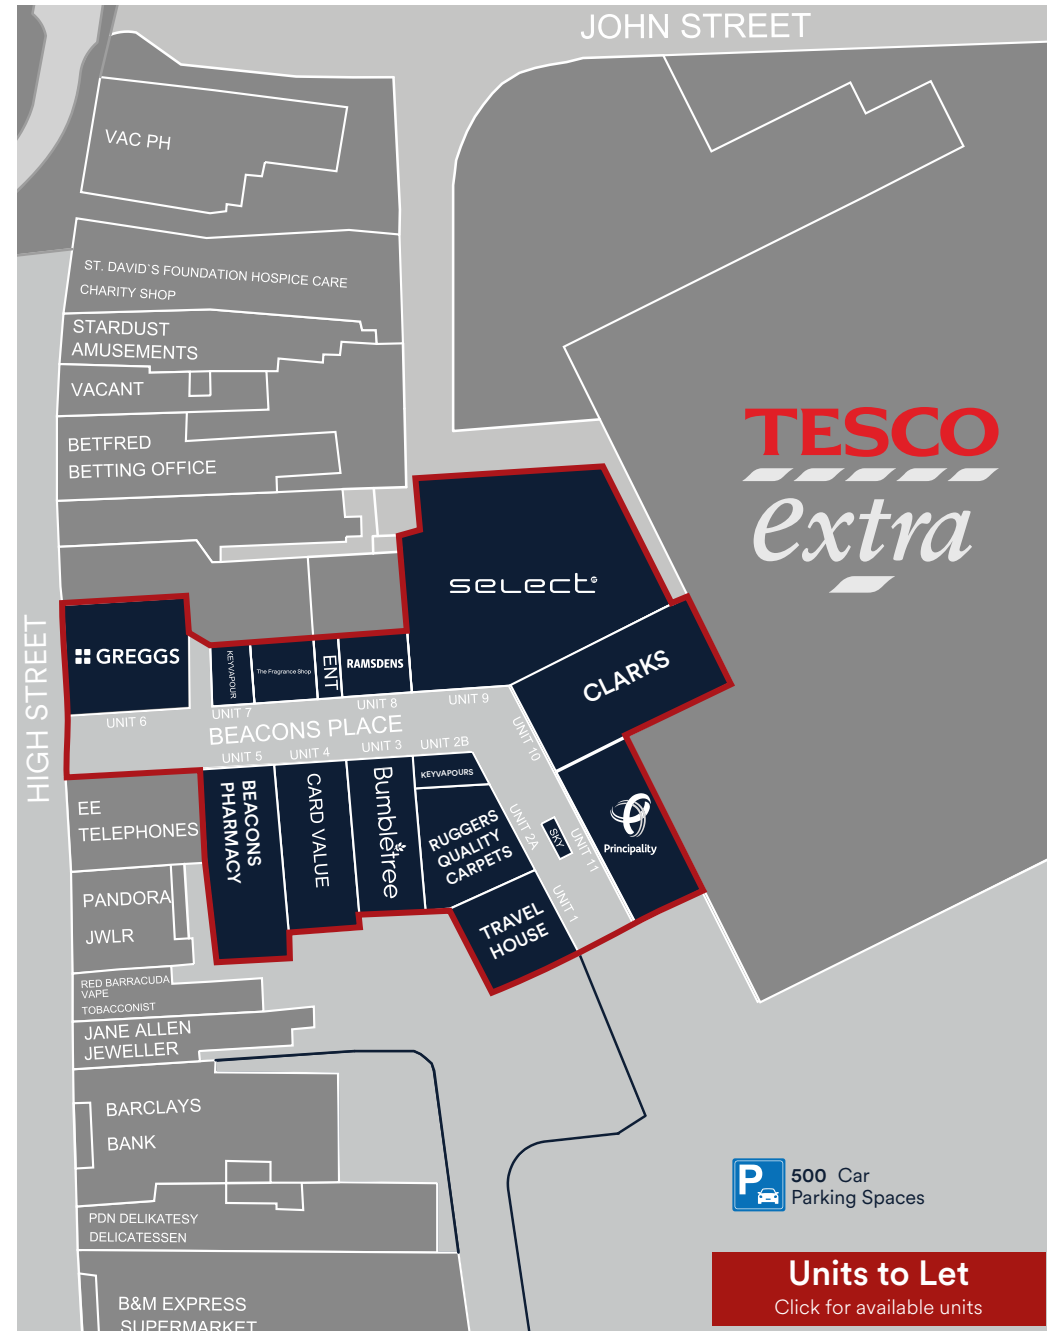 JOHN STREET
VAC PH
ST. DAVID`S FOUNDATION HOSPICE CARE
CHARITY SHOP
STARDUST
AMUSEMENTS
VACANT
BETFRED
BETTING OFFICE
TESCO
extra
select
HIGH STREET
GREGGS
KEYVAPOUR
The Fragrance Shop
ENT
RAMSDENS
CLARKS
UNIT 6
UNIT 7
UNIT 8
UNIT 9
UNIT 10
BEACONS PLACE
UNIT 5
UNIT 4
UNIT 3
UNIT 2B
BEACONS
PHARMACY
CARD VALUE
Bumbletree
KEYVAPOURS
RUGGERS
QUALITY
CARPETS
UNIT 2A
SKY
UNIT 11
Principality
UNIT 1
TRAVEL
HOUSE
EE
TELEPHONES
PANDORA
JWLR
RED BARRACUDA
VAPE
TOBACCONIST
JANE ALLEN
JEWELLER
BARCLAYS
BANK
PDN DELIKATESY
DELICATESSEN
B&M EXPRESS
SUPERMARKET
P
500 Car
Parking Spaces
Units to Let
Click for available units